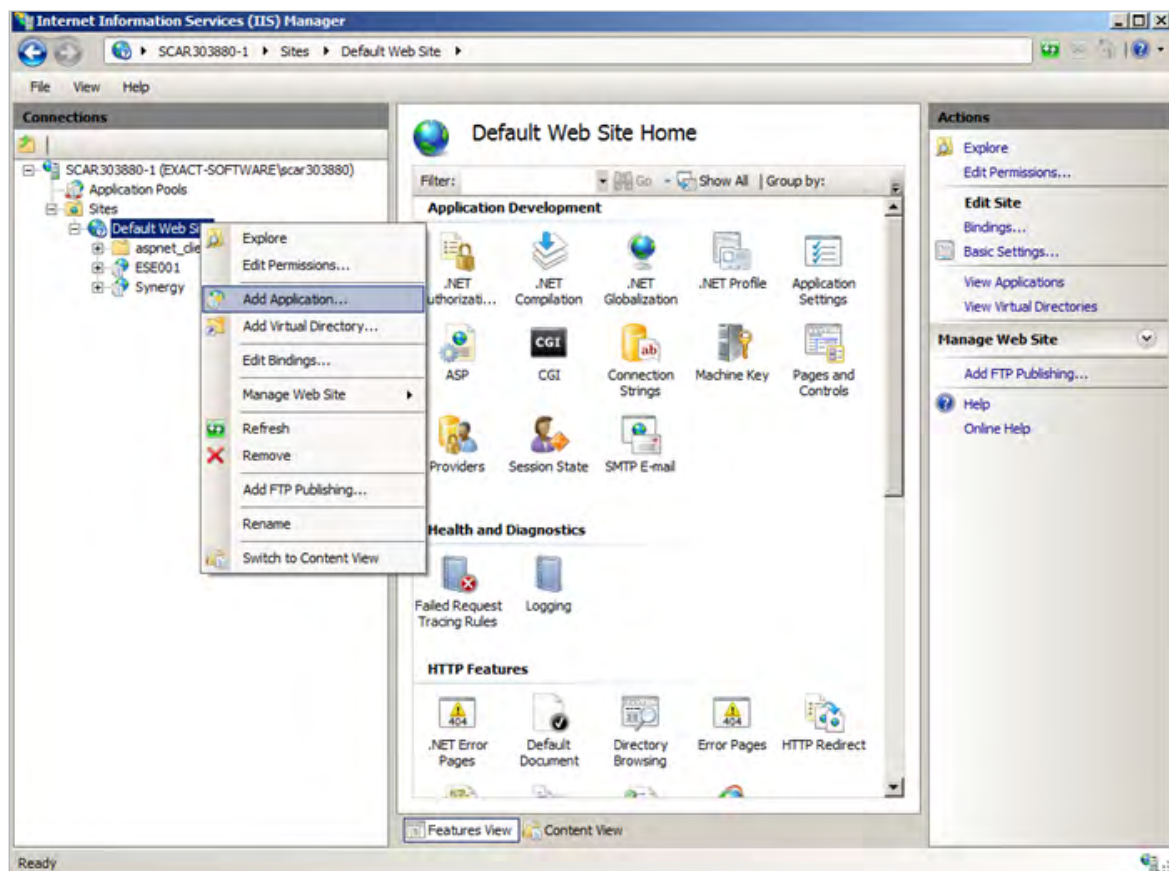 Internet Information Services (IIS) Manager
SCAR303880-1 Sites Default Web Site
File View Help
Connections
SCAR303880-1 (EXACT-SOFTWARE\scar303880)
Application Pools
Sites
Default Web Si
aspnet_clie
ESE001
Synergy
Explore
Edit Permissions...
Add Application...
Add Virtual Directory...
Edit Bindings...
Manage Web Site
Refresh
Remove
Add FTP Publishing...
Rename
Switch to Content View
Default Web Site Home
Filter: Go Show All Group by:
Application Development
.NET
uthorizati...
.NET
Compilation
.NET
Globalization
.NET Profile
Application
Settings
ASP
CGI
CGI
ab
Connection
Strings
Machine Key
Pages and
Controls
Providers
Session State
SMTP E-mail
Health and Diagnostics
Failed Request
Tracing Rules
Logging
HTTP Features
404
.NET Error
Pages
Default
Document
Directory
Browsing
404
Error Pages
HTTP Redirect
Features View
Content View
Actions
Explore
Edit Permissions...
Edit Site
Bindings...
Basic Settings...
View Applications
View Virtual Directories
Manage Web Site
Add FTP Publishing...
Help
Online Help
Ready